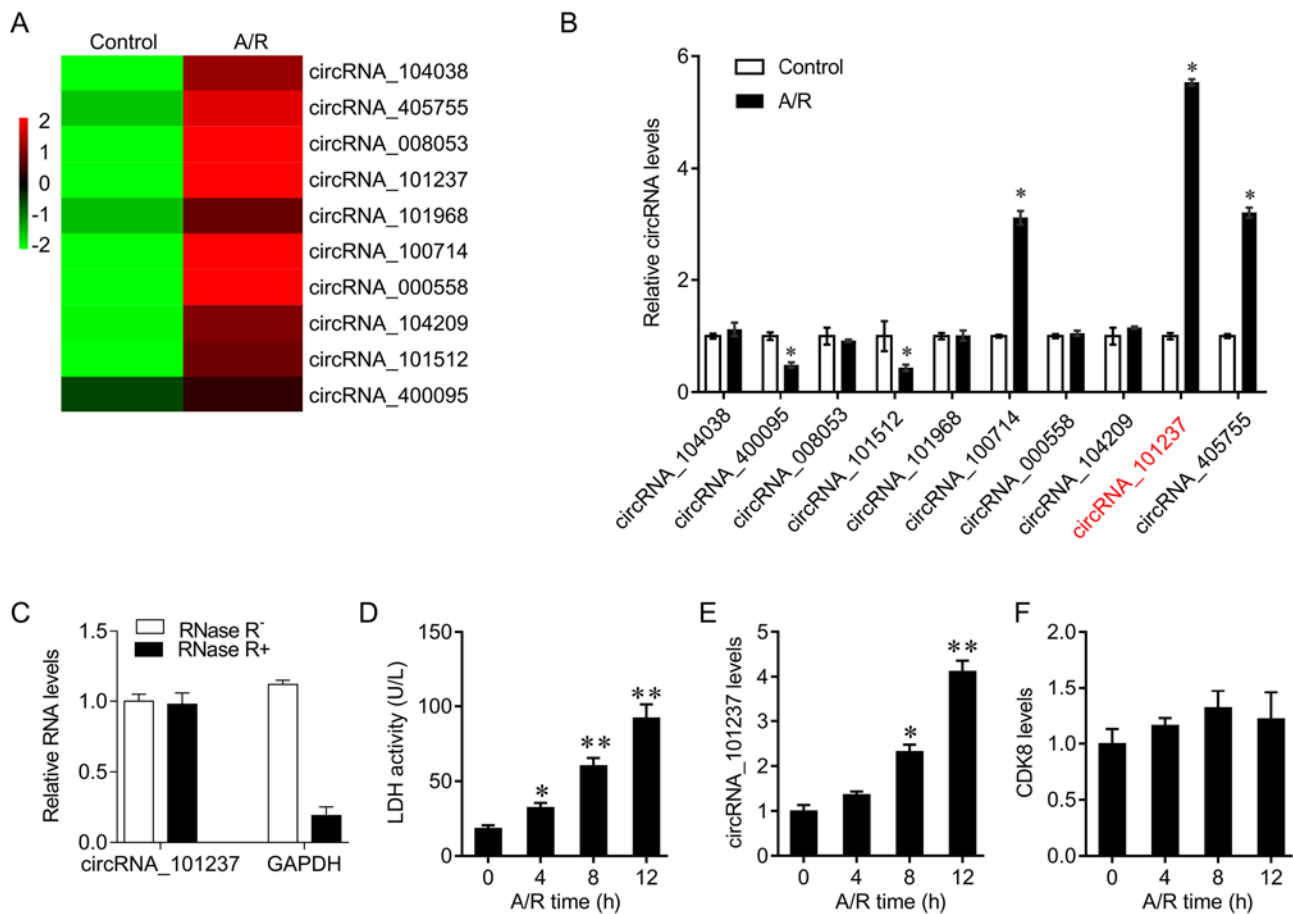 A
Control A/R
circRNA_104038
circRNA_405755
circRNA_008053
circRNA_101237
circRNA_101968
circRNA_100714
circRNA_000558
circRNA_104209
circRNA_101512
circRNA_400095
2
1
0
-1
-2
B
Relative circRNA levels
6
4
2
0
Control
A/R
*
*
*
*
*
circRNA_104038
circRNA_400095
circRNA_008053
circRNA_101512
circRNA_101968
circRNA_100714
circRNA_000558
circRNA_104209
circRNA_101237
circRNA_405755
C
Relative RNA levels
1.5
1.0
0.5
0.0
RNase R-
RNase R+
circRNA_101237 GAPDH
D
LDH activity (U/L)
150
100
50
0
*
**
**
0 4 8 12
A/R time (h)
E
circRNA_101237 levels
5
4
3
2
1
0
*
**
0 4 8 12
A/R time (h)
F
CDK8 levels
2.0
1.5
1.0
0.5
0.0
0 4 8 12
A/R time (h)